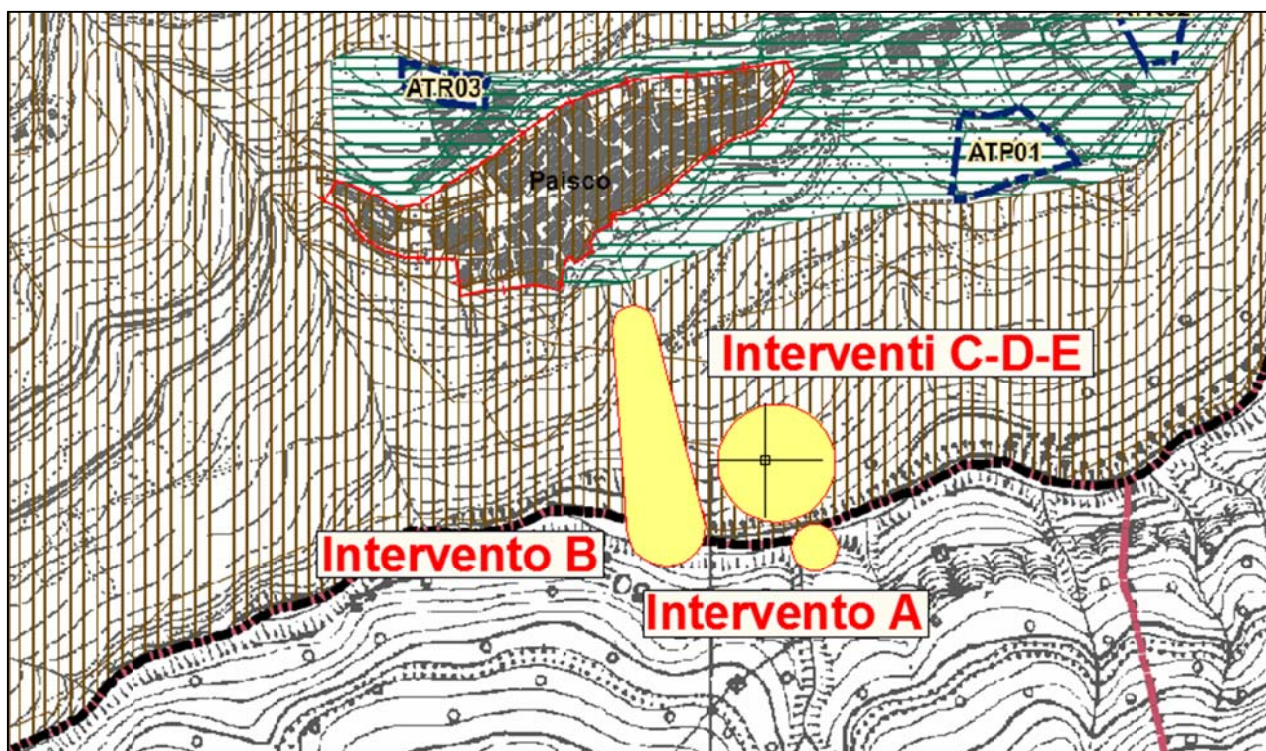 ATR03
ATP01
Paisco
Interventi C-D-E
Intervento B
Intervento A